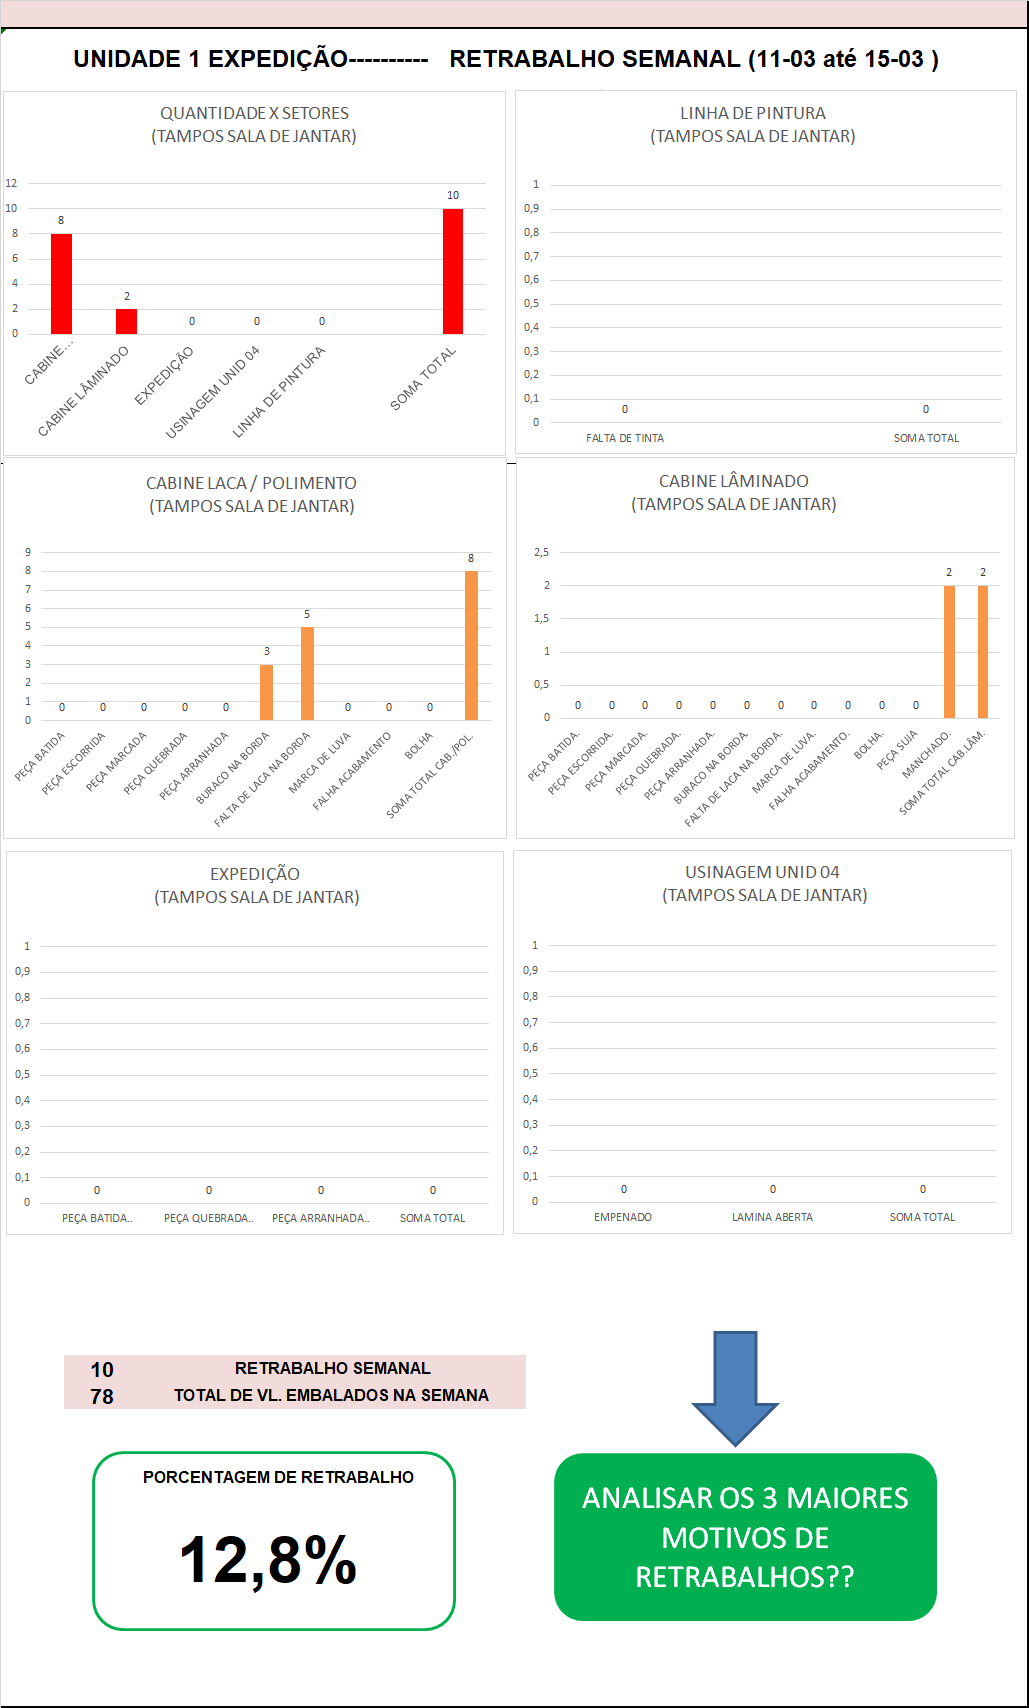 UNIDADE 1 EXPEDIÇÃO---------- RETRABALHO SEMANAL (11-03 até 15-03 )
QUANTIDADE X SETORES
(TAMPOS SALA DE JANTAR)
12
10
8
6
4
2
0
8
2
0
0
0
10
CABINE...
CABINE LÂMINADO
EXPEDIÇÃO
USINAGEM UNID 04
LINHA DE PINTURA
SOMA TOTAL
LINHA DE PINTURA
(TAMPOS SALA DE JANTAR)
1
0,9
0,8
0,7
0,6
0,5
0,4
0,3
0,2
0,1
0
0
0
FALTA DE TINTA
SOMA TOTAL
CABINE LACA / POLIMENTO
(TAMPOS SALA DE JANTAR)
9
8
7
6
5
4
3
2
1
0
0
0
0
0
0
3
5
0
0
0
8
PEÇA BATIDA
PEÇA ESCORRIDA
PEÇA MARCADA
PEÇA QUEBRADA
PEÇA ARRANHADA
BURACO NA BORDA
FALTA DE LACA NA BORDA
MARCA DE LUVA
FALHA ACABAMENTO
BOLHA
SOMA TOTAL CAB./POL.
CABINE LÂMINADO
(TAMPOS SALA DE JANTAR)
2,5
2
1,5
1
0,5
0
0
0
0
0
0
0
0
0
0
0
0
2
2
PEÇA BATIDA.
PEÇA ESCORRIDA.
PEÇA MARCADA.
PEÇA QUEBRADA.
PEÇA ARRANHADA.
BURACO NA BORDA.
FALTA DE LACA NA BORDA.
MARCA DE LUVA.
FALHA ACABAMENTO.
BOLHA.
PEÇA SUJA
MANCHADO.
SOMA TOTAL CAB.LÂM.
EXPEDIÇÃO
(TAMPOS SALA DE JANTAR)
1
0,9
0,8
0,7
0,6
0,5
0,4
0,3
0,2
0,1
0
0
0
0
0
PEÇA BATIDA..
PEÇA QUEBRADA..
PEÇA ARRANHADA..
SOMA TOTAL
USINAGEM UNID 04
(TAMPOS SALA DE JANTAR)
1
0,9
0,8
0,7
0,6
0,5
0,4
0,3
0,2
0,1
0
0
0
0
EMPENADO
LAMINA ABERTA
SOMA TOTAL
10 RETRABALHO SEMANAL
78 TOTAL DE VL. EMBALADOS NA SEMANA
PORCENTAGEM DE RETRABALHO
12,8%
ANALISAR OS 3 MAIORES
MOTIVOS DE
RETRABALHOS??